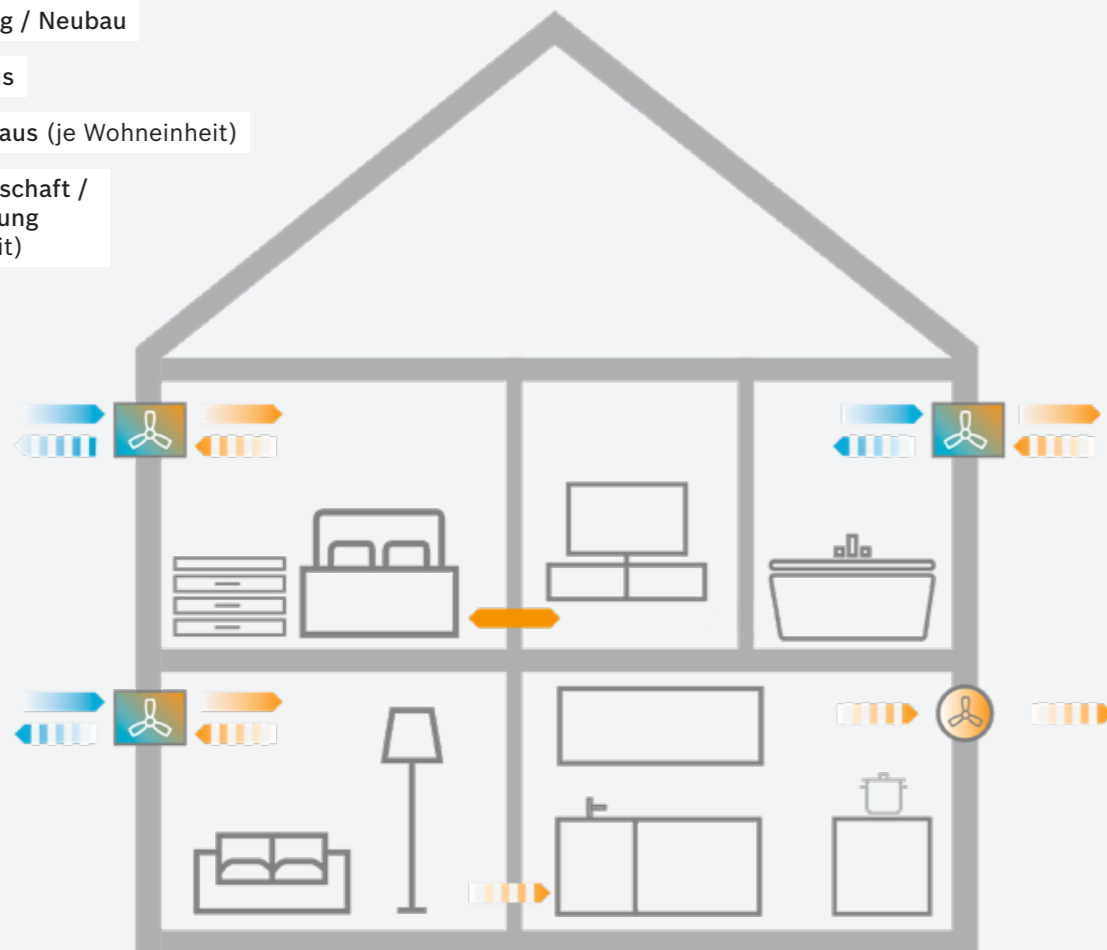 g / Neubau
s
aus (je Wohneinheit)
schaft /
ung
it)